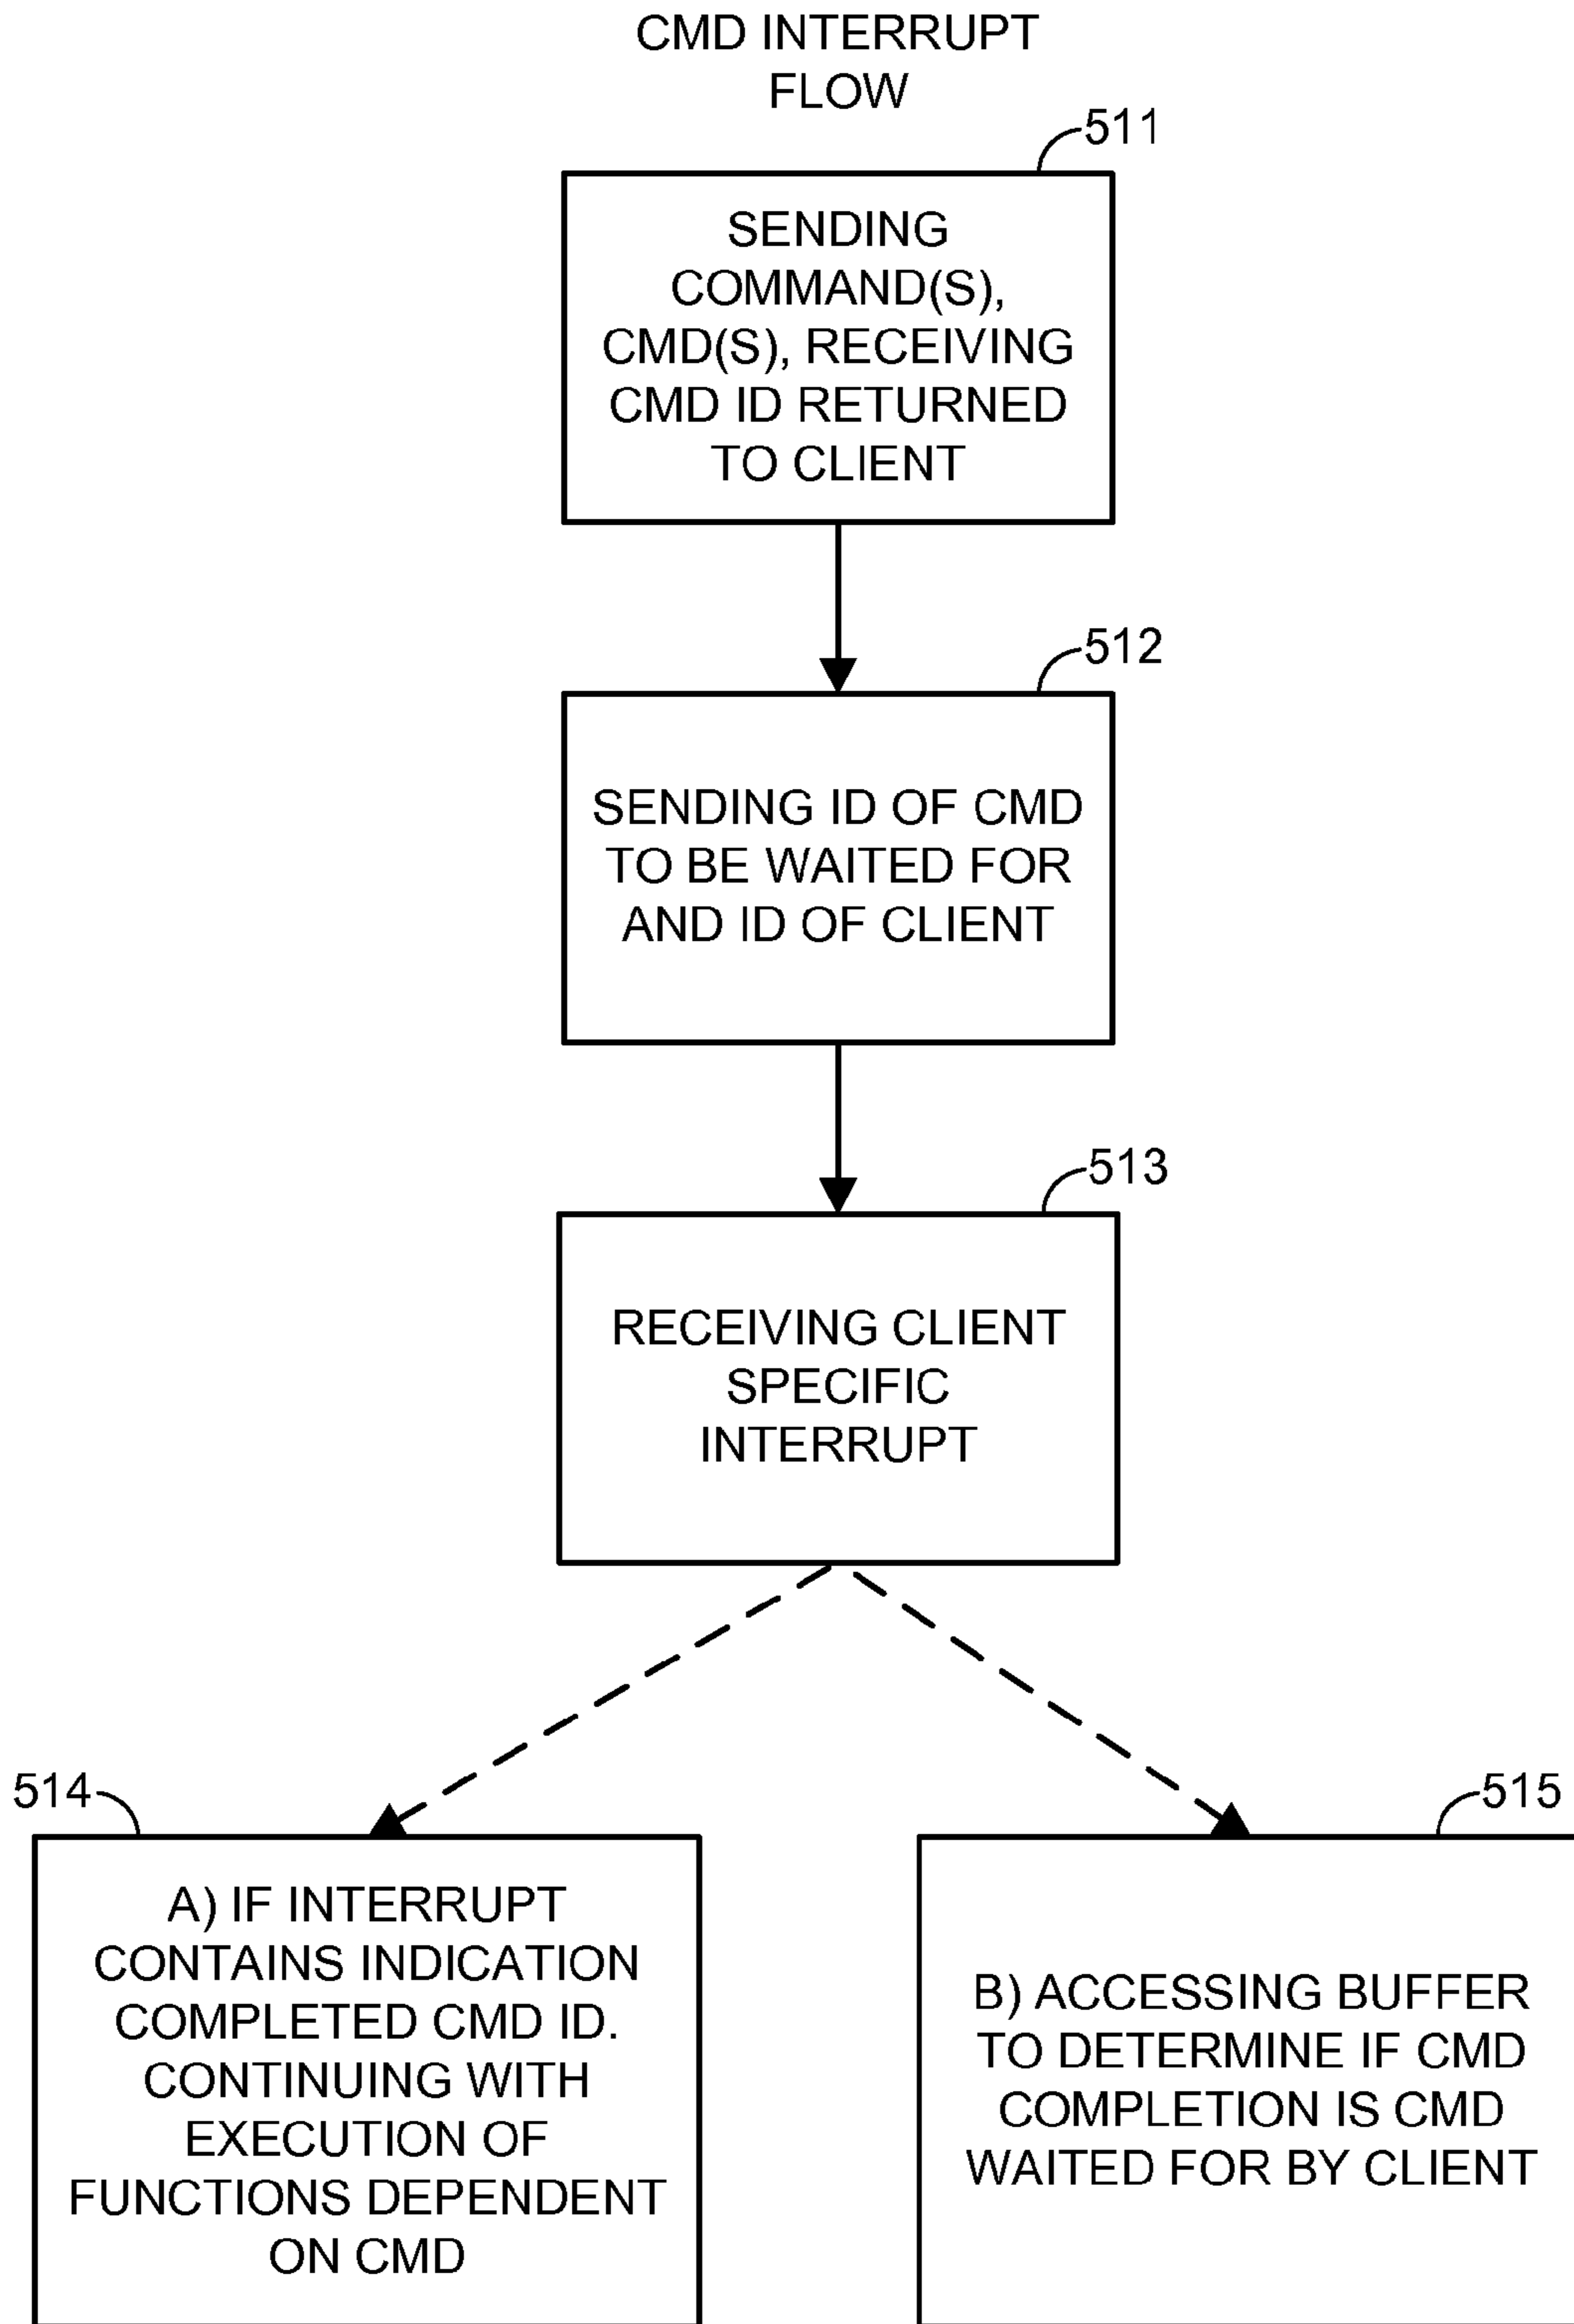 CMD INTERRUPT
FLOW
511
SENDING
COMMAND(S),
CMD(S), RECEIVING
CMD ID RETURNED
TO CLIENT
512
SENDING ID OF CMD
TO BE WAITED FOR
AND ID OF CLIENT
513
RECEIVING CLIENT
SPECIFIC
INTERRUPT
514
A) IF INTERRUPT
CONTAINS INDICATION
COMPLETED CMD ID.
CONTINUING WITH
EXECUTION OF
FUNCTIONS DEPENDENT
ON CMD
515
B) ACCESSING BUFFER
TO DETERMINE IF CMD
COMPLETION IS CMD
WAITED FOR BY CLIENT